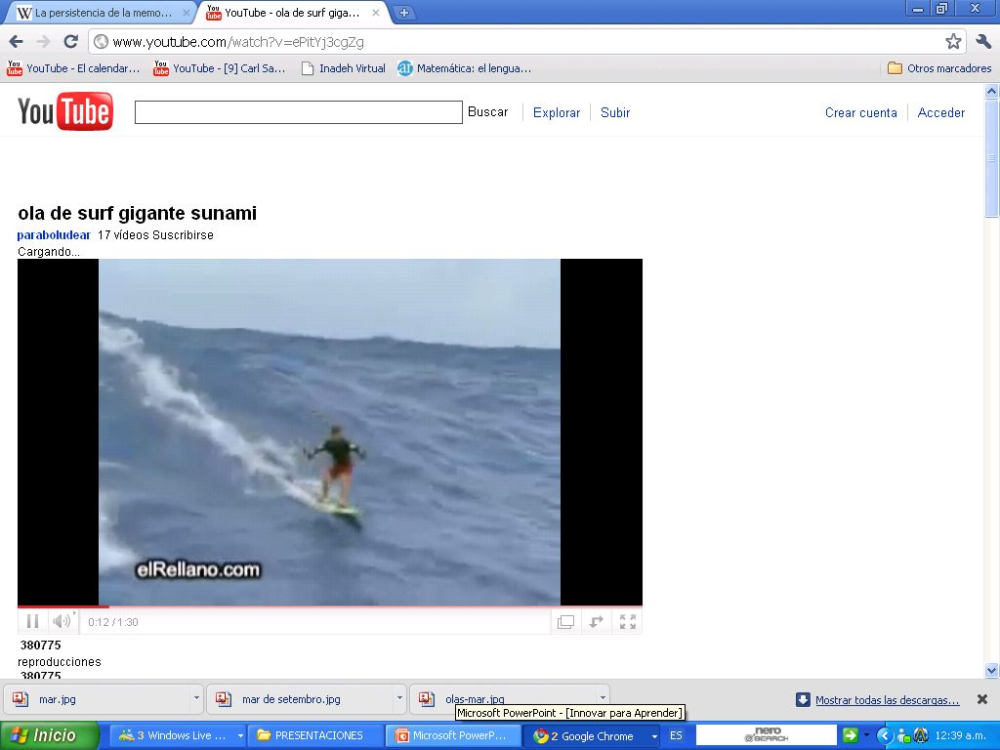 La persistencia de la memo...
YouTube - ola de surf giga...
www.youtube.com/watch?v=ePitYj3cgZg
YouTube - El calendar...
YouTube - [9] Carl Sa...
Inadeh Virtual
Matemática: el lengua...
Otros marcadores
YouTube
Buscar
Explorar
Subir
Crear cuenta
Acceder
ola de surf gigante sunami
paraboludear 17 vídeos Suscribirse
Cargando...
elRellano.com
0:12 / 1:30
380775
reproducciones
380775
mar.jpg
mar de setembro.jpg
olas-mar.jpg
Mostrar todas las descargas...
Microsoft PowerPoint - [Innovar para Aprender]
Inicio
3 Windows Live ...
PRESENTACIONES
Microsoft PowerP...
2 Google Chrome
ES
nero
SEARCH
12:39 a.m.